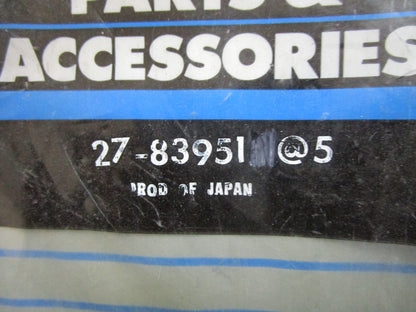 PARTS &
ACCESSORIES
27-83951 @5
PROD OF JAPAN